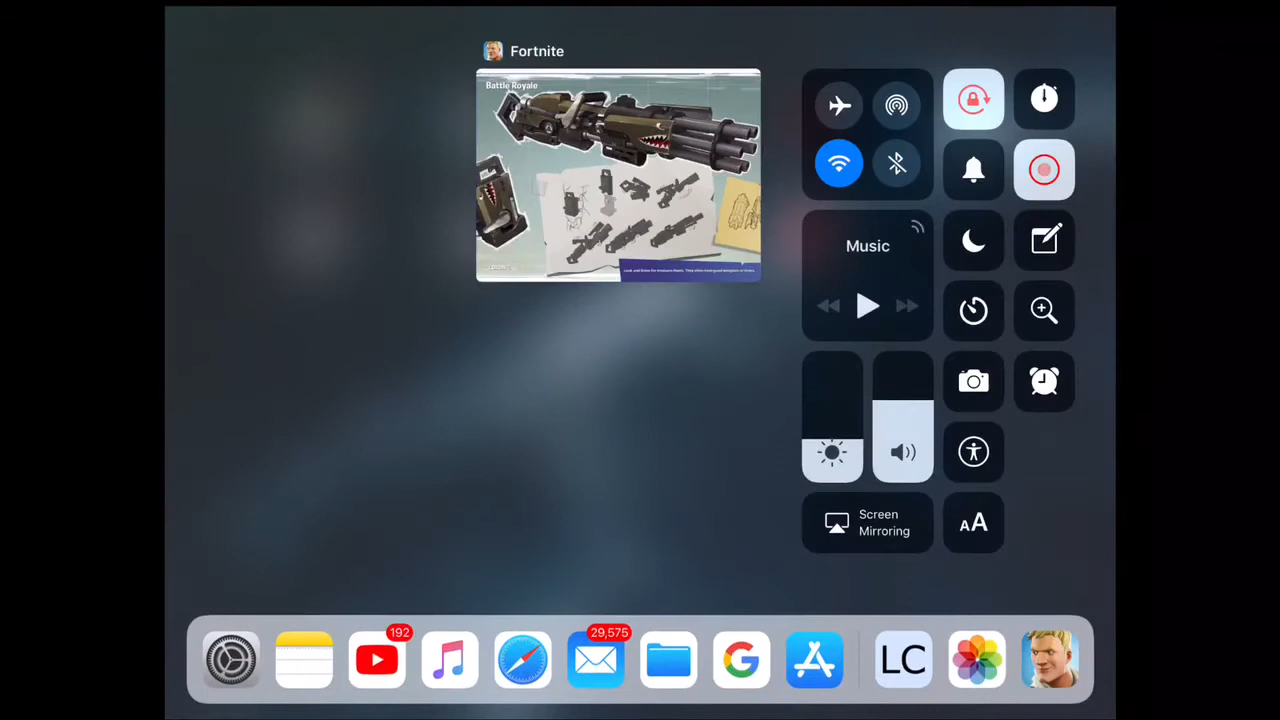 Fortnite
Battle Royale
Music
Screen
Mirroring
AA
192
29,575
LC